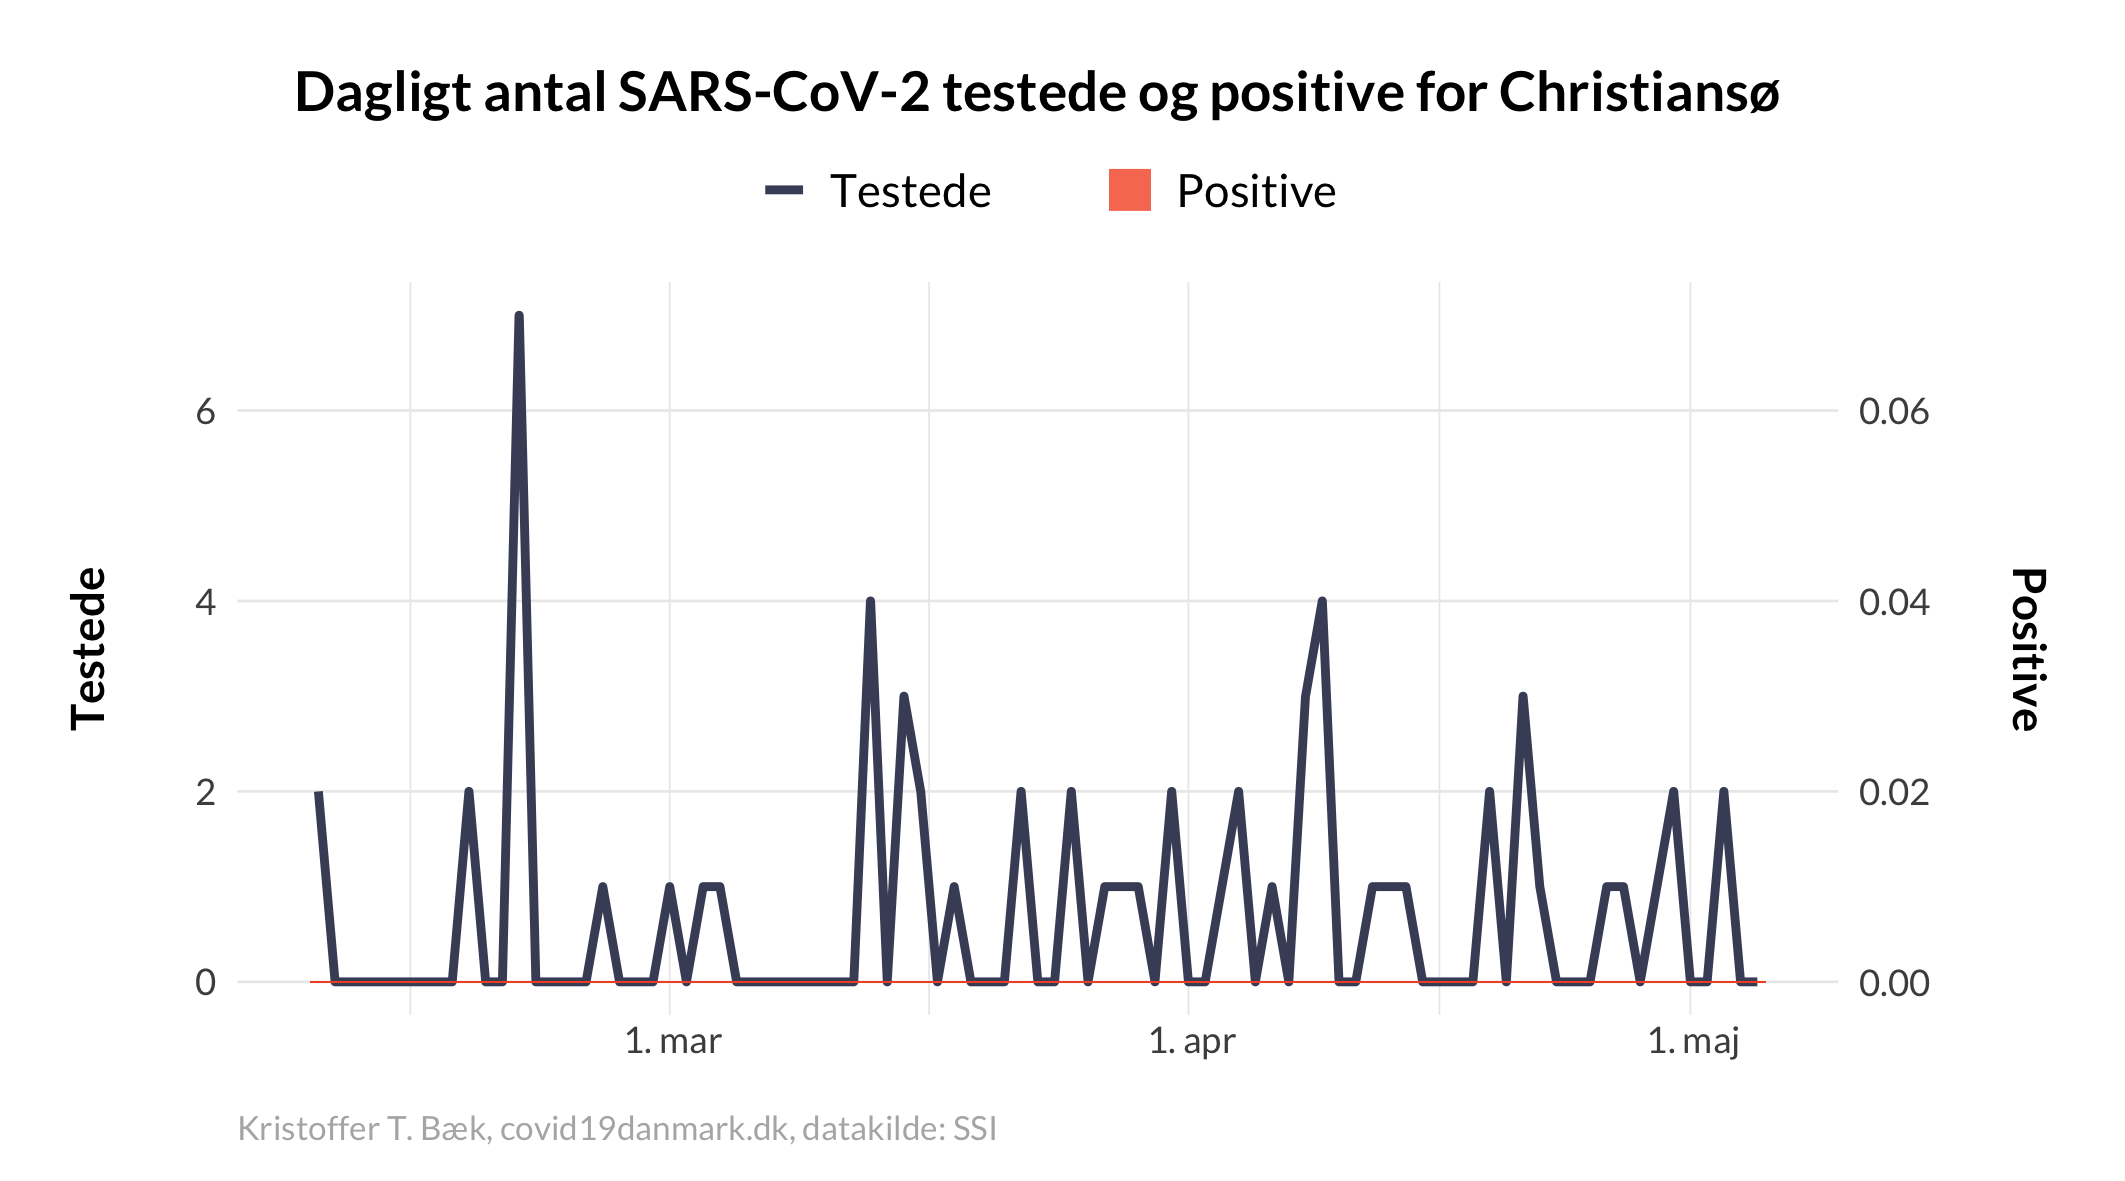 Dagligt antal SARS-CoV-2 testede og positive for Christiansø
Testede
Positive
6
4
2
0
0.06
0.04
0.02
0.00
Testede
Positive
1. mar
1. apr
1. maj
Kristoffer T. Bæk, covid19danmark.dk, datakilde: SSI